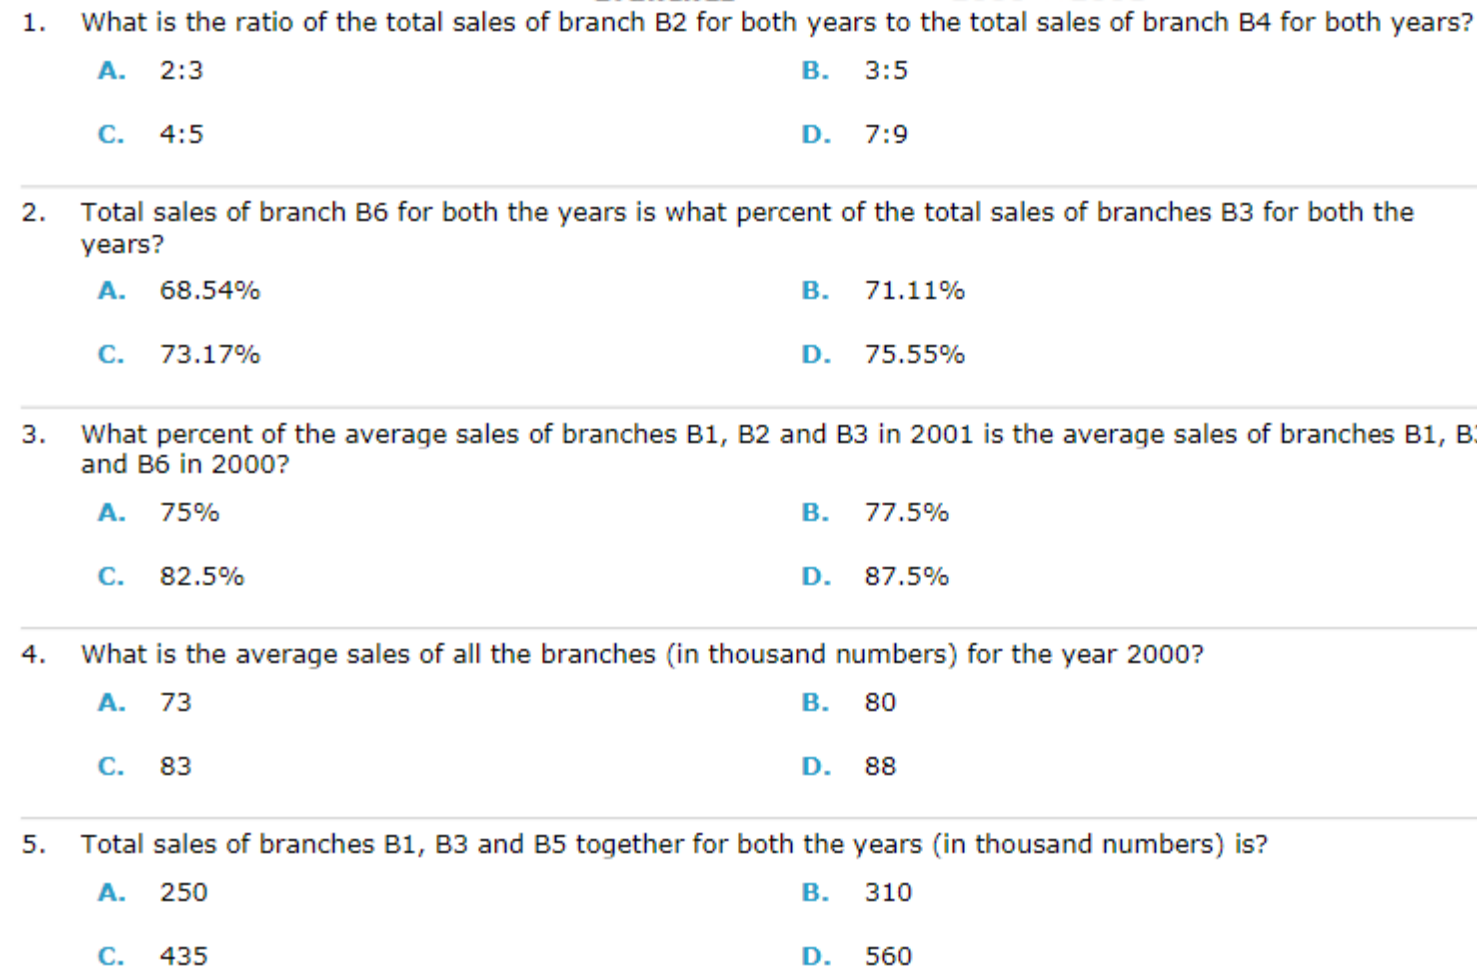 1. What is the ratio of the total sales of branch B2 for both years to the total sales of branch B4 for both years?
A. 2:3 B. 3:5
C. 4:5 D. 7:9
2. Total sales of branch B6 for both the years is what percent of the total sales of branches B3 for both the
years?
A. 68.54% B. 71.11%
C. 73.17% D. 75.55%
3. What percent of the average sales of branches B1, B2 and B3 in 2001 is the average sales of branches B1,
and B6 in 2000?
A. 75% B. 77.5%
C. 82.5% D. 87.5%
4. What is the average sales of all the branches (in thousand numbers) for the year 2000?
A. 73 B. 80
C. 83 D. 88
5. Total sales of branches B1, B3 and B5 together for both the years (in thousand numbers) is?
A. 250 B. 310
C. 435 D. 560